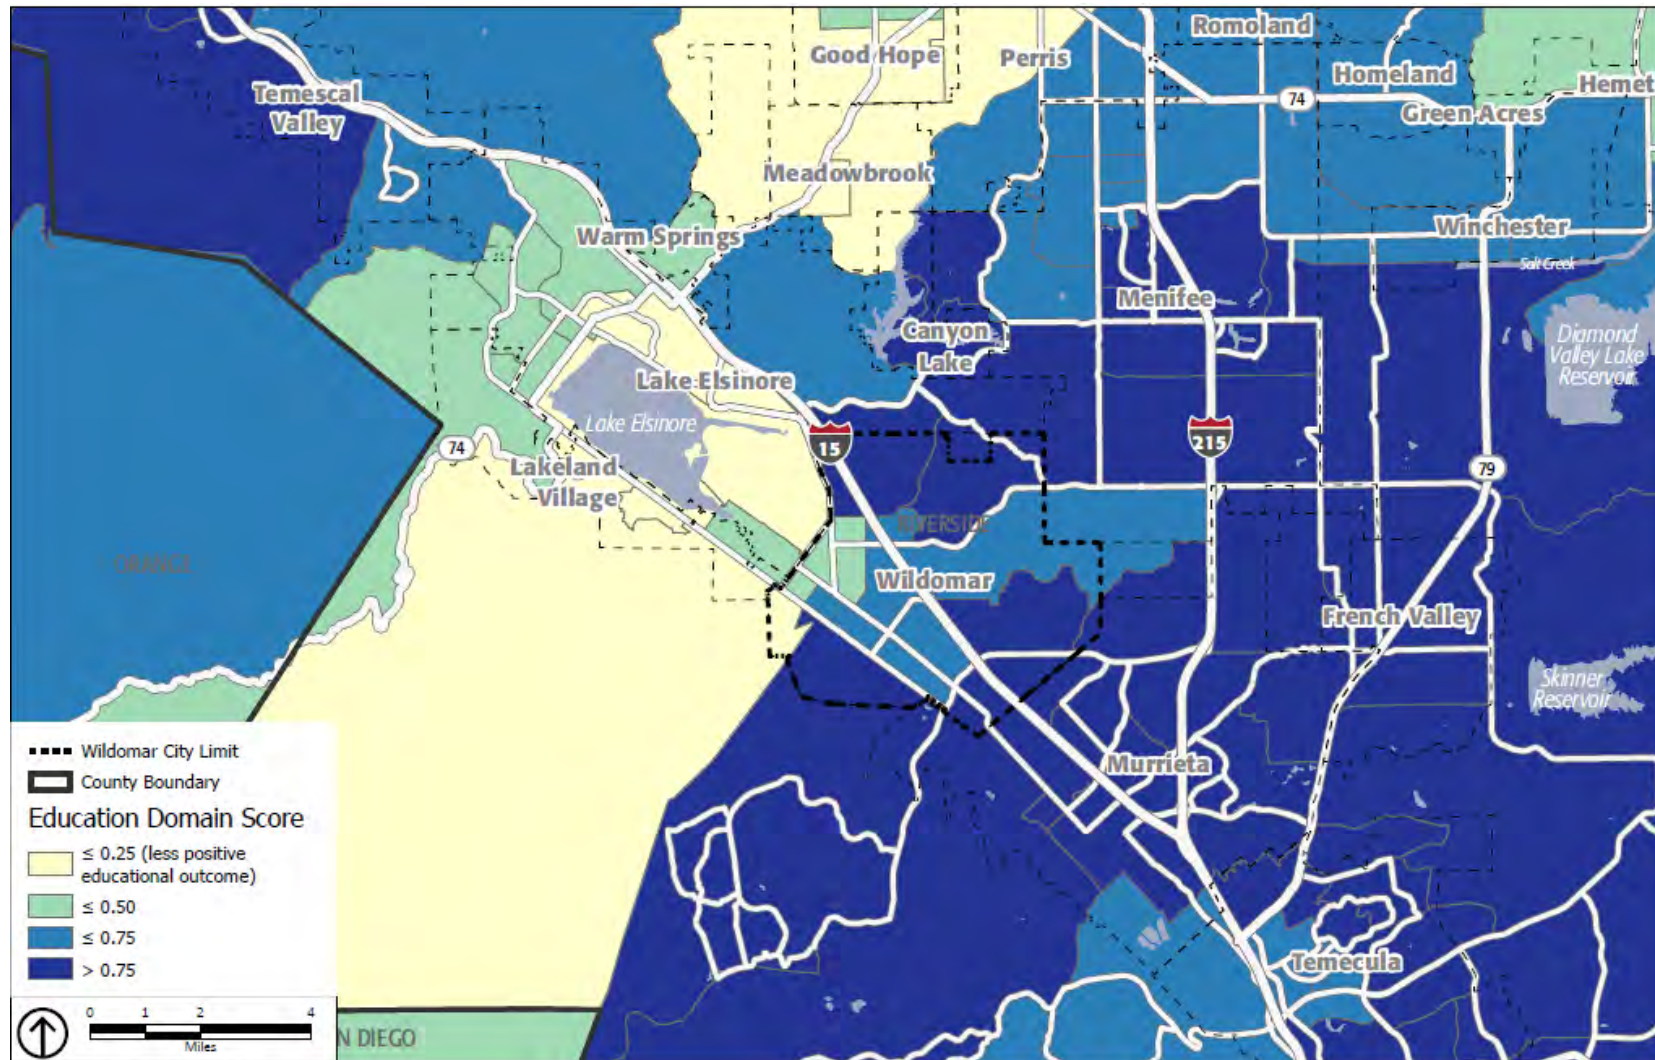 Romoland
Good Hope
Perris
Homeland
Hemet
Temescal
Valley
74
Green Acres
Meadowbrook
Warm Springs
Winchester
Salt Creek
Menifee
Canyon
Lake
Diamond
Valley Lake
Reservoir
Lake Elsinore
Lake Elsinore
15
215
74
79
Lakeland
Village
RIVERSIDE
ORANGE
Wildomar
French Valley
Skinner
Reservoir
Murrieta
Temecula
Wildomar City Limit
County Boundary
Education Domain Score
≤ 0.25 (less positive
educational outcome)
≤ 0.50
≤ 0.75
> 0.75
0 1 2 4
Miles
N DIEGO